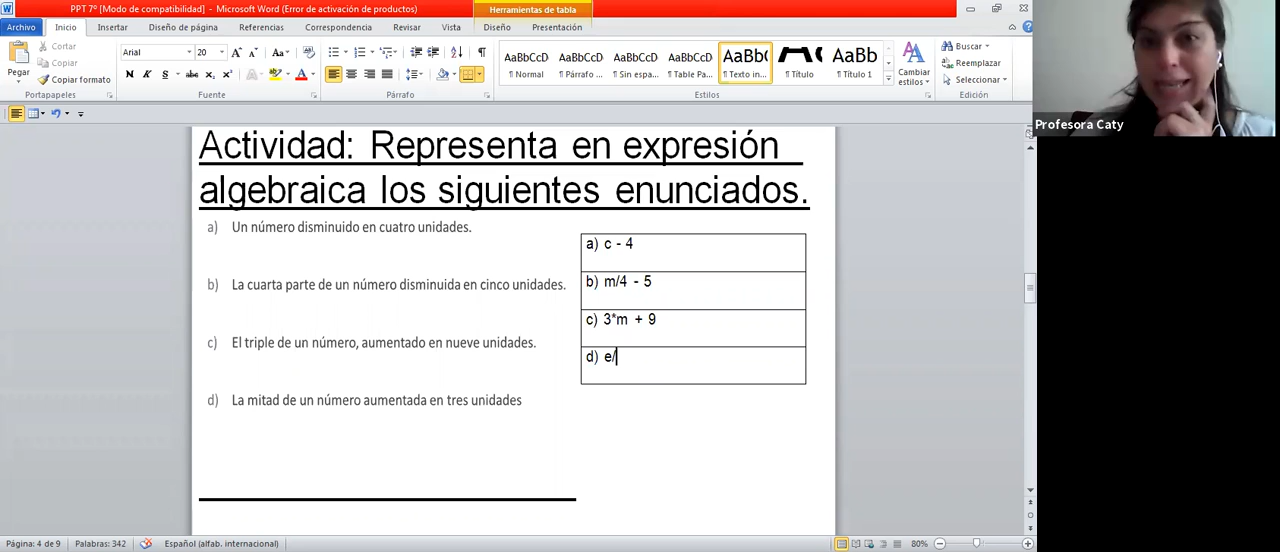 PPT 7º [Modo de compatibilidad] - Microsoft Word (Error de activación de productos)
Herramientas de tabla
Archivo Inicio Insertar Diseño de página Referencias Correspondencia Revisar Vista Diseño Presentación
Pegar
Cortar
Copiar
Copiar formato
Portapapeles
Arial 20
N K S abc x₂ x² A A A Aa
Fuente
Párrafo
AaBbCcD AaBbCcD AaBbCcD AaBbCcD AaBbC AaBb
¶ Normal ¶ Párrafo ... ¶ Sin espa... ¶ Table Pa... ¶ Texto in... ¶ Título ¶ Título 1
Cambiar estilos
Estilos
Buscar
Reemplazar
Seleccionar
Edición
Profesora Caty
Actividad: Representa en expresión
algebraica los siguientes enunciados.
a) Un número disminuido en cuatro unidades.
b) La cuarta parte de un número disminuida en cinco unidades.
c) El triple de un número, aumentado en nueve unidades.
d) La mitad de un número aumentada en tres unidades
a) c - 4
b) m/4 - 5
c) 3*m + 9
d) e/
Página: 4 de 9 Palabras: 342 Español (alfab. internacional) 80%